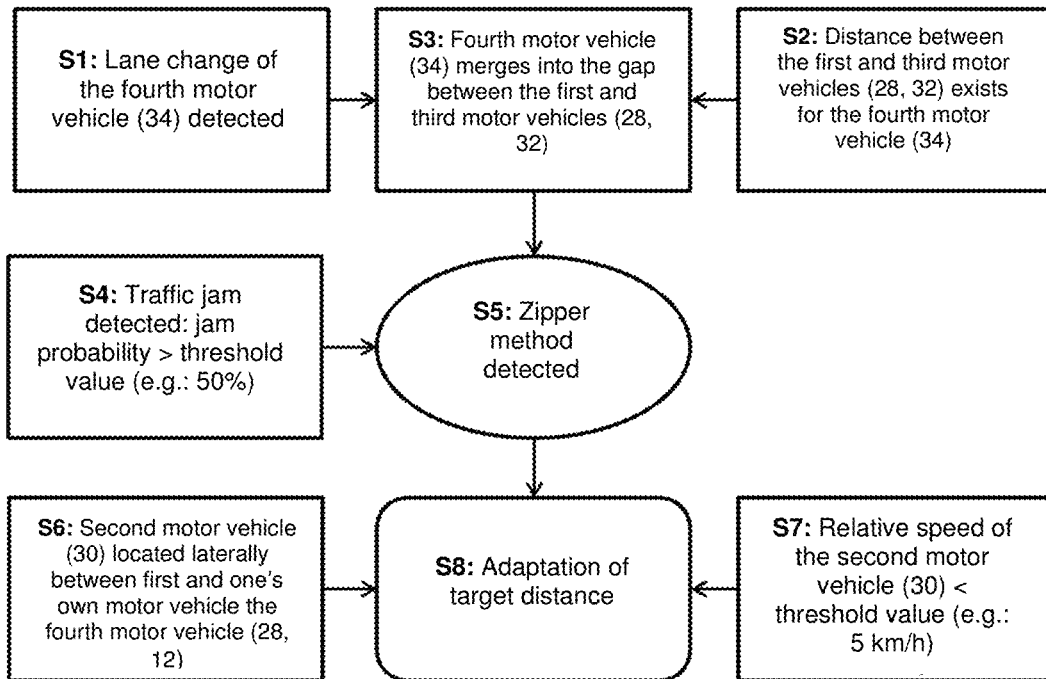 S1: Lane change of
the fourth motor
vehicle (34) detected
S3: Fourth motor vehicle
(34) merges into the gap
between the first and
third motor vehicles (28,
32)
S2: Distance between
the first and third motor
vehicles (28, 32) exists
for the fourth motor
vehicle (34)
S4: Traffic jam
detected: jam
probability > threshold
value (e.g.: 50%)
S5: Zipper
method
detected
S6: Second motor vehicle
(30) located laterally
between first and one's
own motor vehicle the
fourth motor vehicle (28,
12)
S8: Adaptation of
target distance
S7: Relative speed of
the second motor
vehicle (30) <
threshold value (e.g.:
5 km/h)